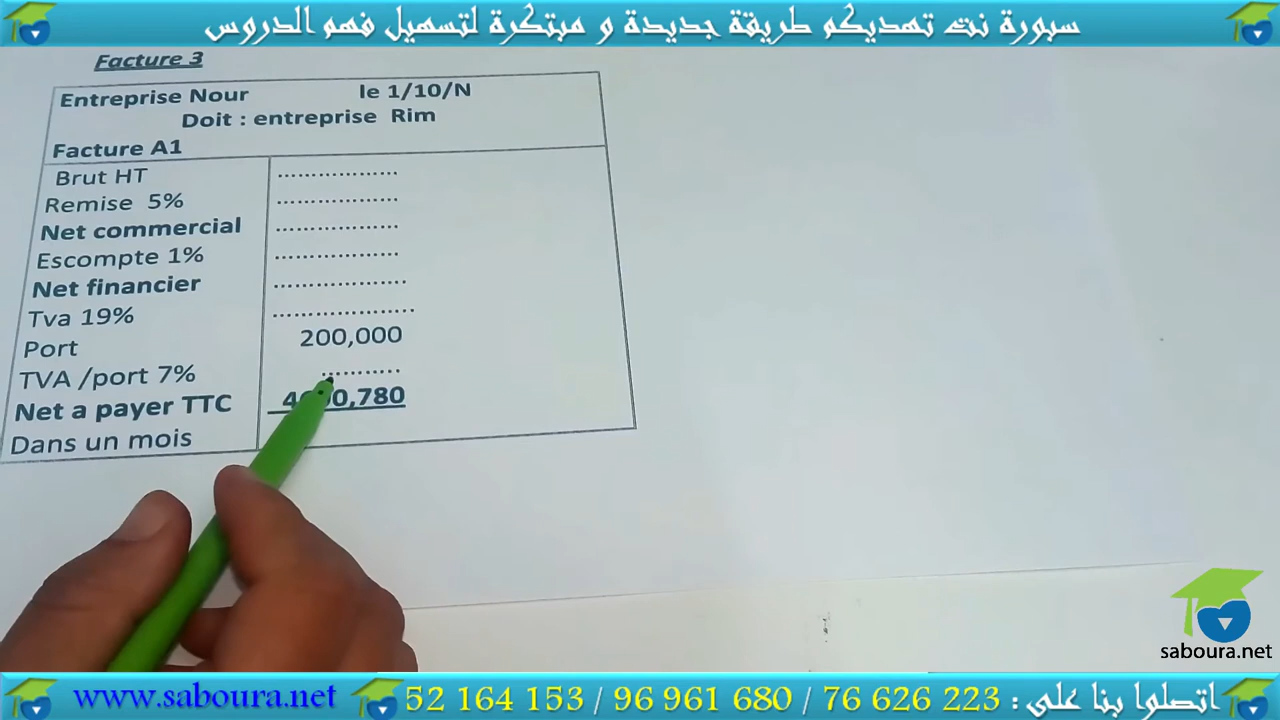 سبورة نت تهديكم طريقة جديدة و مبتكرة لتسهيل فهم الدروس
Facture 3
Entreprise Nour le 1/10/N
Doit : entreprise Rim
Facture A1
Brut HT ..................
Remise 5% ..................
Net commercial ..................
Escompte 1% ..................
Net financier ....................
Tva 19% .....................
Port 200,000
TVA /port 7% ...........
Net a payer TTC
Dans un mois
saboura.net
www.saboura.net 52 164 153 / 96 961 680 / 76 626 223 : اتصلوا بنا على